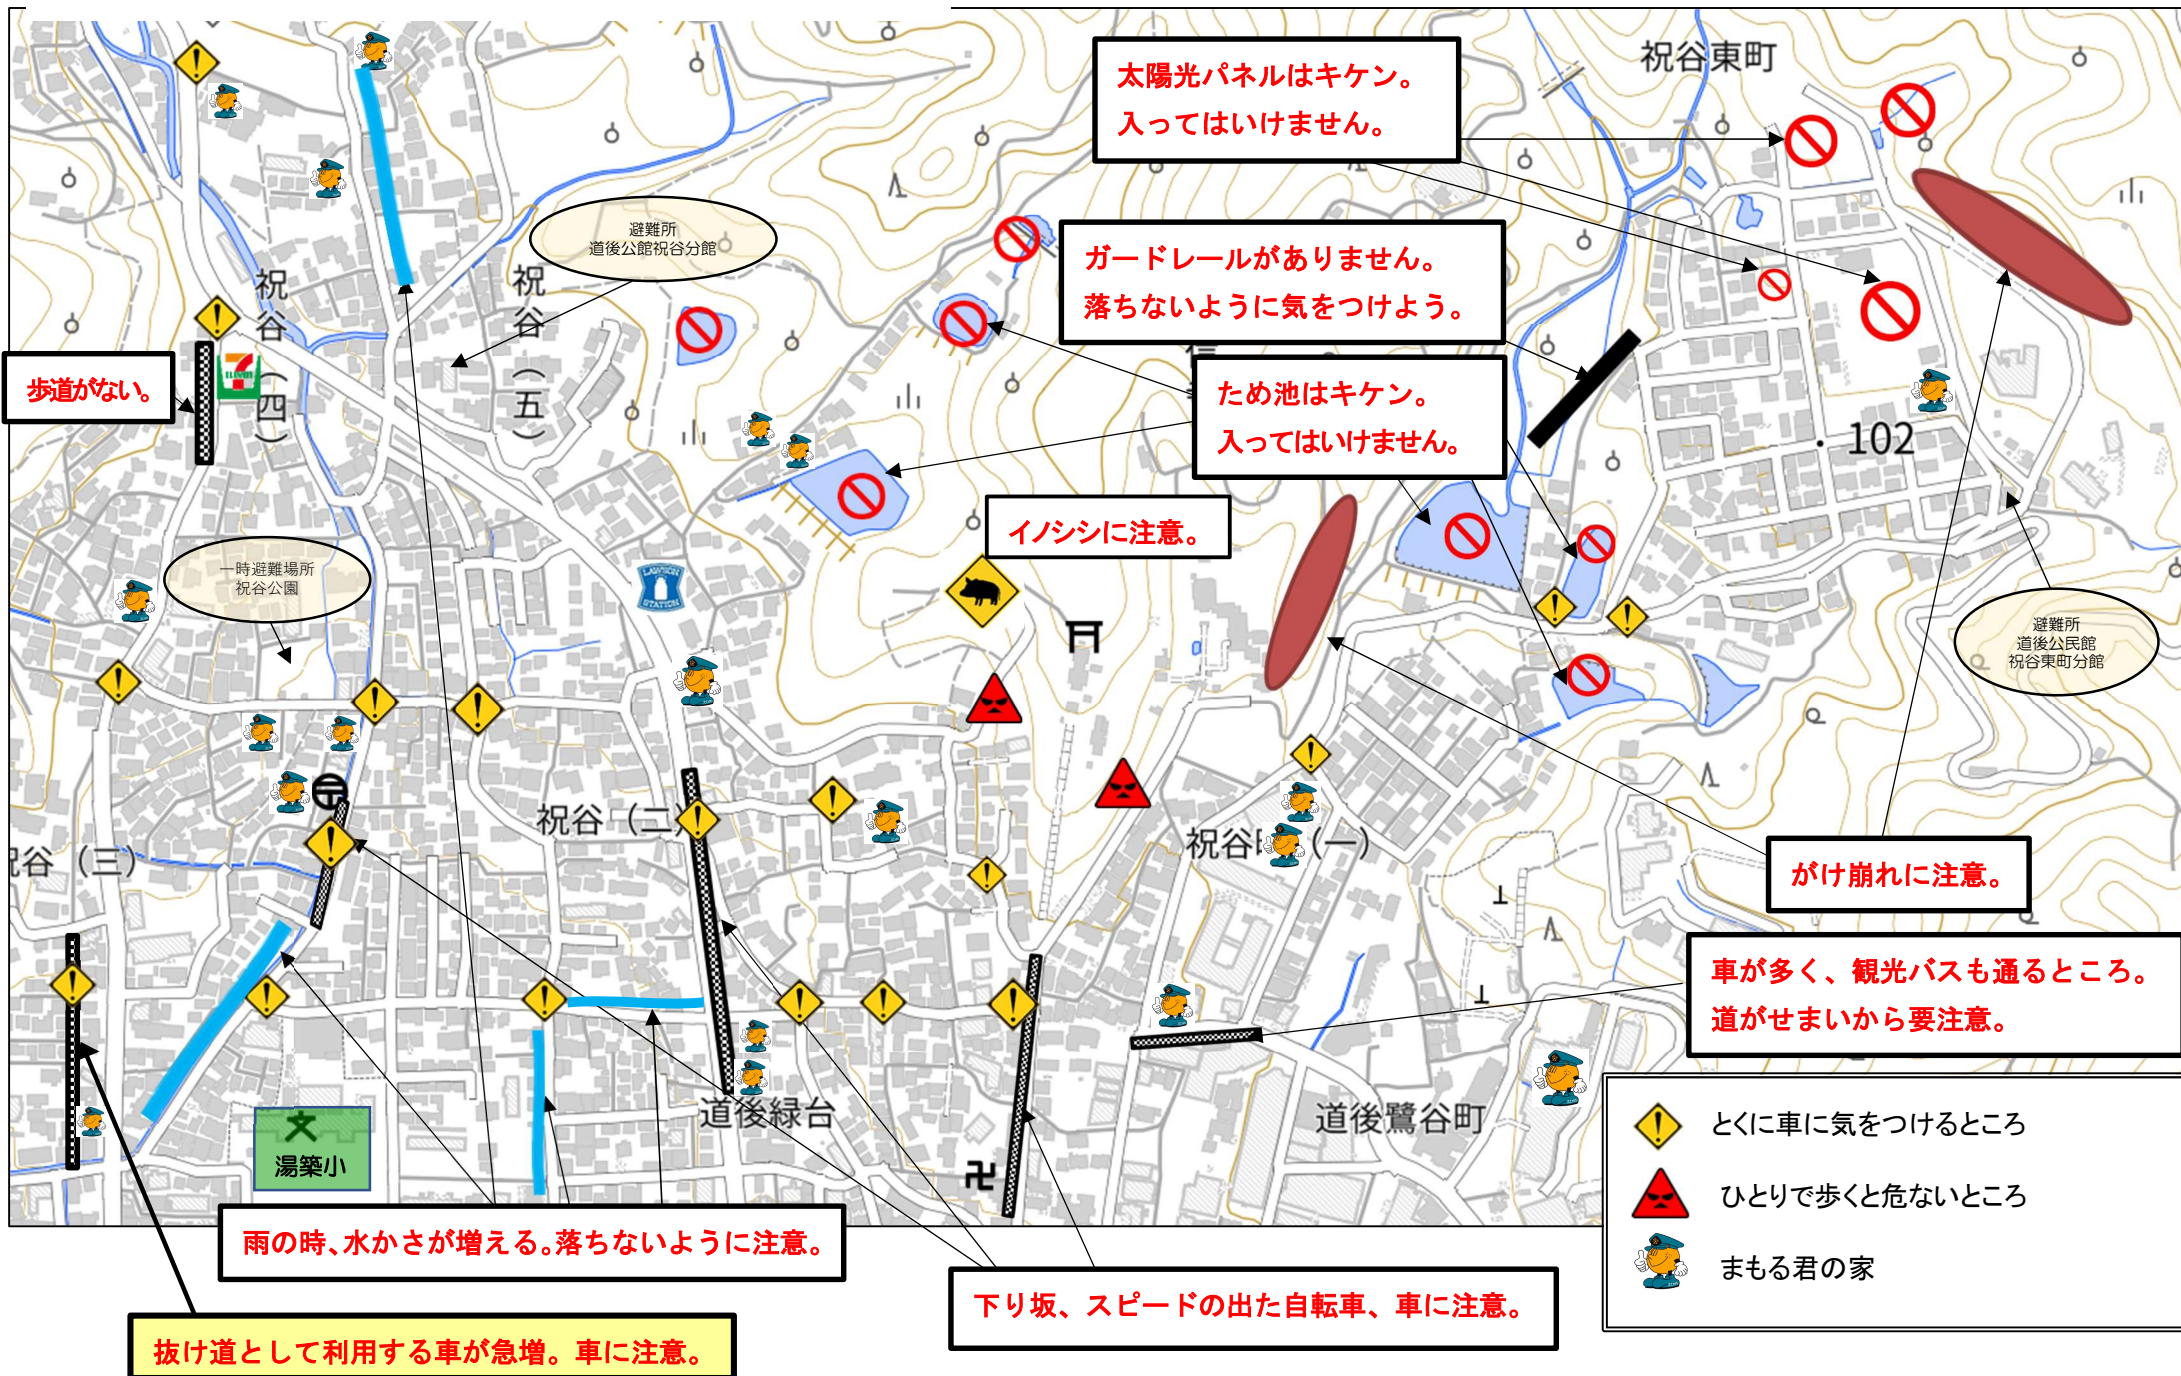 祝谷東町
太陽光パネルはキケン。
入ってはいけません。
避難所
道後公館祝谷分館
ガードレールがありません。
落ちないように気をつけよう。
祝谷(四)
祝谷(五)
歩道がない。
ため池はキケン。
入ってはいけません。
・102
イノシシに注意。
一時避難場所
祝谷公園
LAWSON
STATION
避難所
道後公民館
祝谷東町分館
祝谷(二)
祝谷(三)
(一)
がけ崩れに注意。
車が多く、観光バスも通るところ。
道がせまいから要注意。
道後緑台
道後鷺谷町
文
湯築小
とくに車に気をつけるところ
ひとりで歩くと危ないところ
まもる君の家
雨の時、水かさが増える。落ちないように注意。
下り坂、スピードの出た自転車、車に注意。
抜け道として利用する車が急増。車に注意。